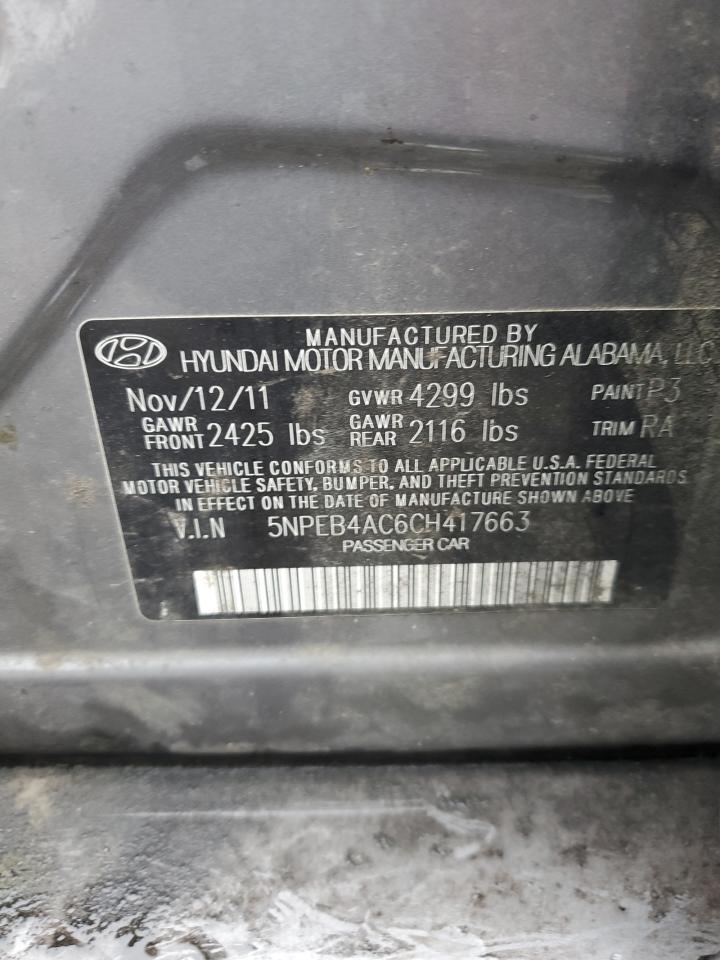 MANUFACTURED BY
HYUNDAI MOTOR MANUFACTURING ALABAMA, LLC
Nov/12/11 GVWR 4299 lbs PAINT P3
GAWR FRONT 2425 lbs GAWR REAR 2116 lbs TRIM RA
THIS VEHICLE CONFORMS TO ALL APPLICABLE U.S.A. FEDERAL
MOTOR VEHICLE SAFETY, BUMPER, AND THEFT PREVENTION STANDARDS
IN EFFECT ON THE DATE OF MANUFACTURE SHOWN ABOVE
V.I.N 5NPEB4AC6CH417663
PASSENGER CAR